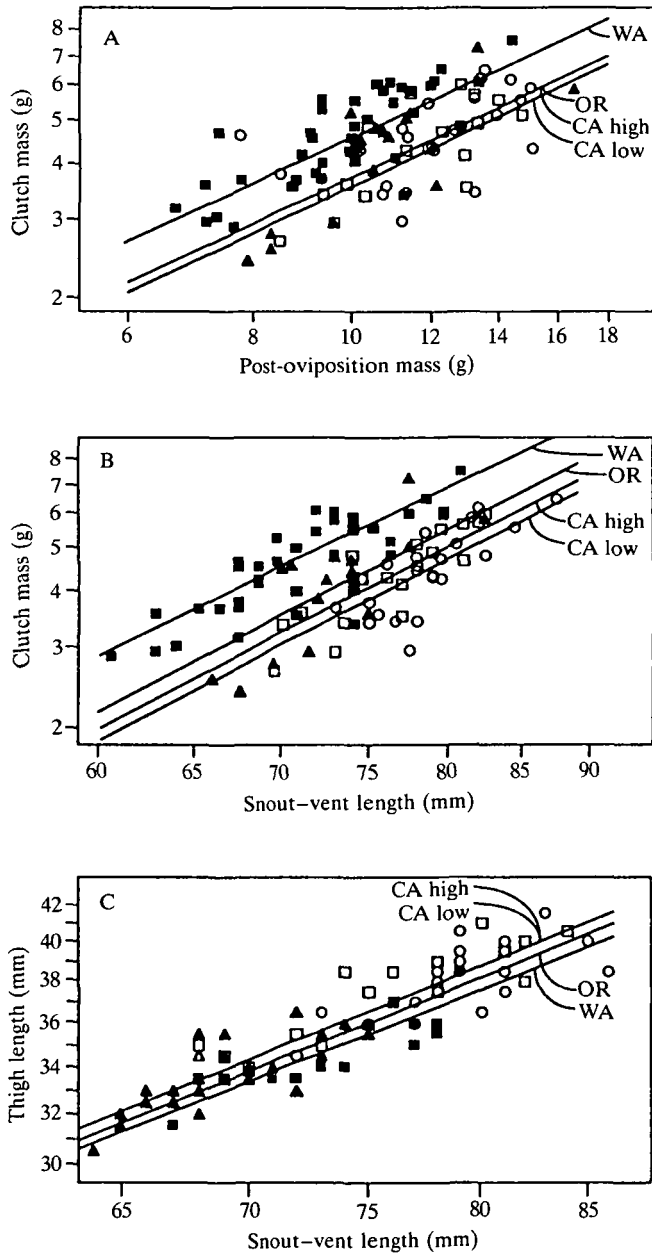 A
8
7
6
5
4
3
2
Clutch mass (g)
WA
OR
CA high
CA low
6 8 10 12 14 16 18
Post-oviposition mass (g)
B
8
7
6
5
4
3
2
Clutch mass (g)
WA
OR
CA high
CA low
60 65 70 75 80 85 90
Snout–vent length (mm)
C
42
40
38
36
34
32
30
Thigh length (mm)
CA high
CA low
OR
WA
65 70 75 80 85
Snout–vent length (mm)